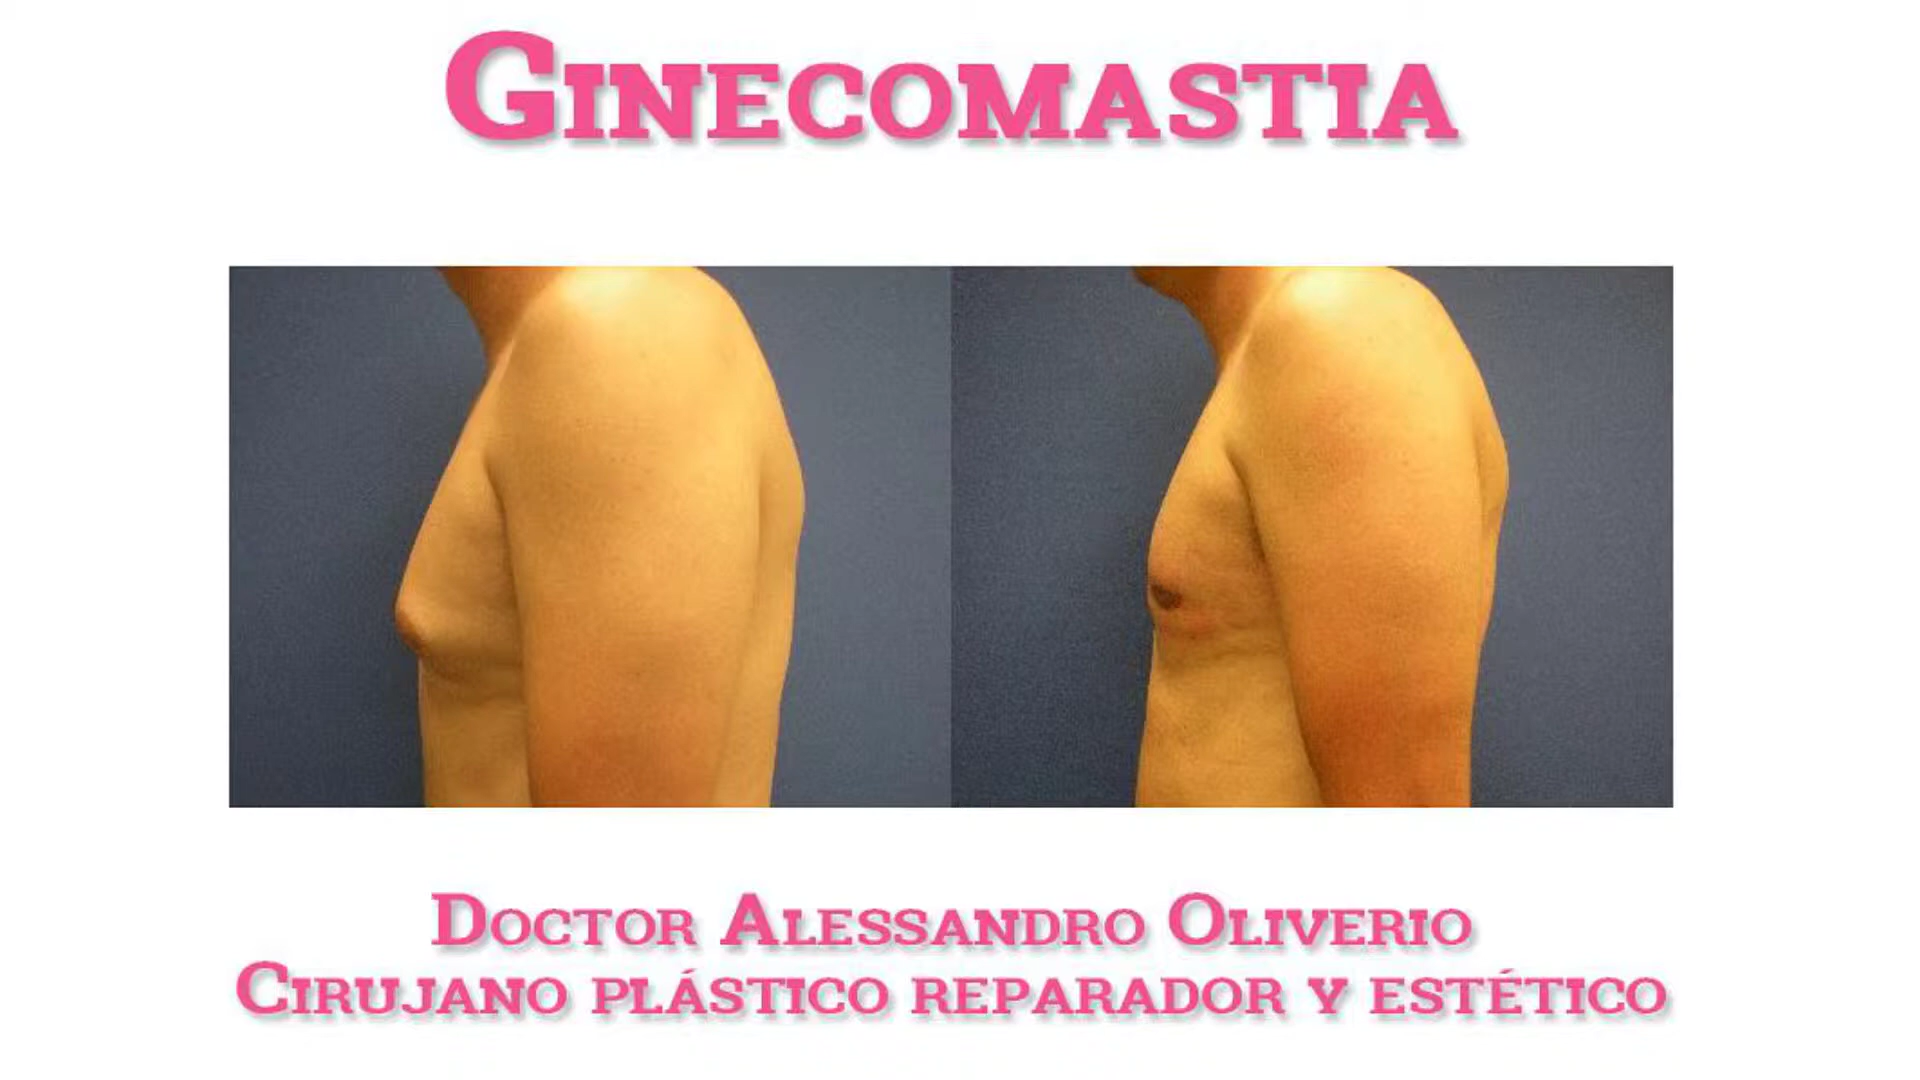 Ginecomastia
Doctor Alessandro Oliverio
Cirujano plástico reparador y estético